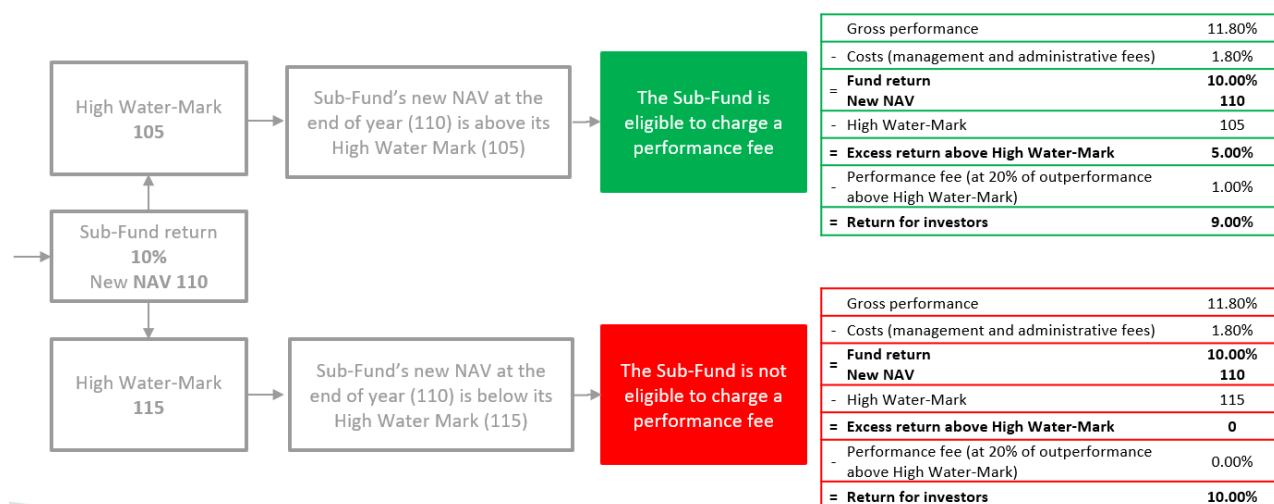 High Water-Mark
105
Sub-Fund’s new NAV at the
end of year (110) is above its
High Water Mark (105)
The Sub-Fund is
eligible to charge a
performance fee
Gross performance 11.80%
- Costs (management and administrative fees) 1.80%
= Fund return 10.00%
New NAV 110
- High Water-Mark 105
= Excess return above High Water-Mark 5.00%
- Performance fee (at 20% of outperformance
above High Water-Mark) 1.00%
= Return for investors 9.00%
Sub-Fund return
10%
New NAV 110
High Water-Mark
115
Sub-Fund’s new NAV at the
end of year (110) is below its
High Water Mark (115)
The Sub-Fund is not
eligible to charge a
performance fee
Gross performance 11.80%
- Costs (management and administrative fees) 1.80%
= Fund return 10.00%
New NAV 110
- High Water-Mark 115
= Excess return above High Water-Mark 0
- Performance fee (at 20% of outperformance
above High Water-Mark) 0.00%
= Return for investors 10.00%